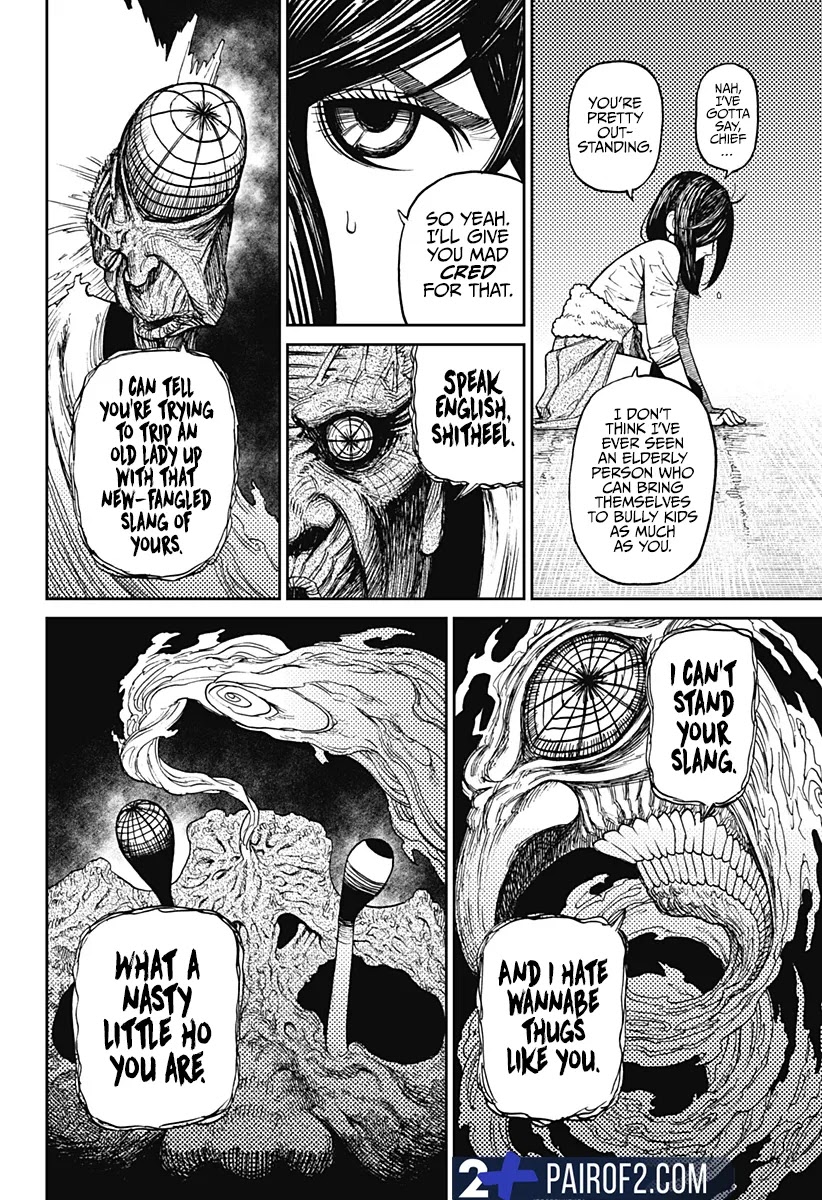 NAH,
I'VE
GOTTA
SAY,
CHIEF
...
YOU'RE
PRETTY
OUT-
STANDING.
I DON'T
THINK I'VE
EVER SEEN
AN ELDERLY
PERSON WHO
CAN BRING
THEMSELVES
TO BULLY KIDS
AS MUCH
AS YOU.
SO YEAH.
I'LL GIVE
YOU MAD
CRED
FOR THAT.
SPEAK
ENGLISH,
SHITHEEL.
I CAN TELL
YOU'RE TRYING
TO TRIP AN
OLD LADY UP
WITH THAT
NEW-FANGLED
SLANG OF
YOURS.
I CAN'T
STAND
YOUR
SLANG.
AND I HATE
WANNABE
THUGS
LIKE YOU.
WHAT A
NASTY
LITTLE HO
YOU ARE.
2+ PAIROF2.COM